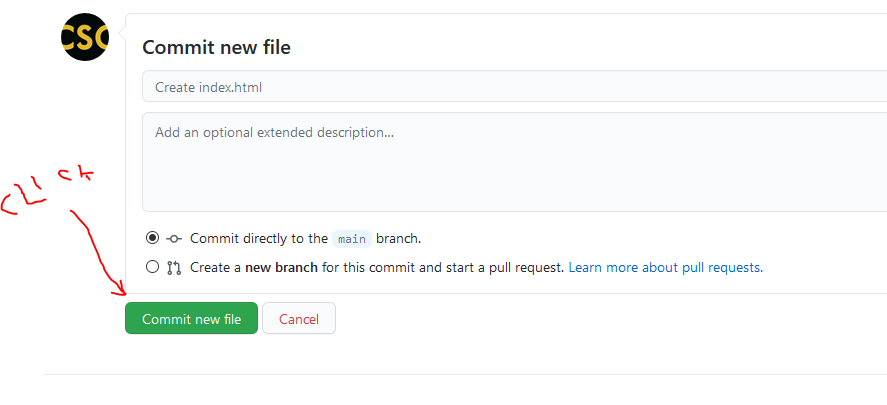 CSC
Commit new file
Create index.html
Add an optional extended description...
Click
Commit directly to the main branch.
Create a new branch for this commit and start a pull request. Learn more about pull requests.
Commit new file
Cancel